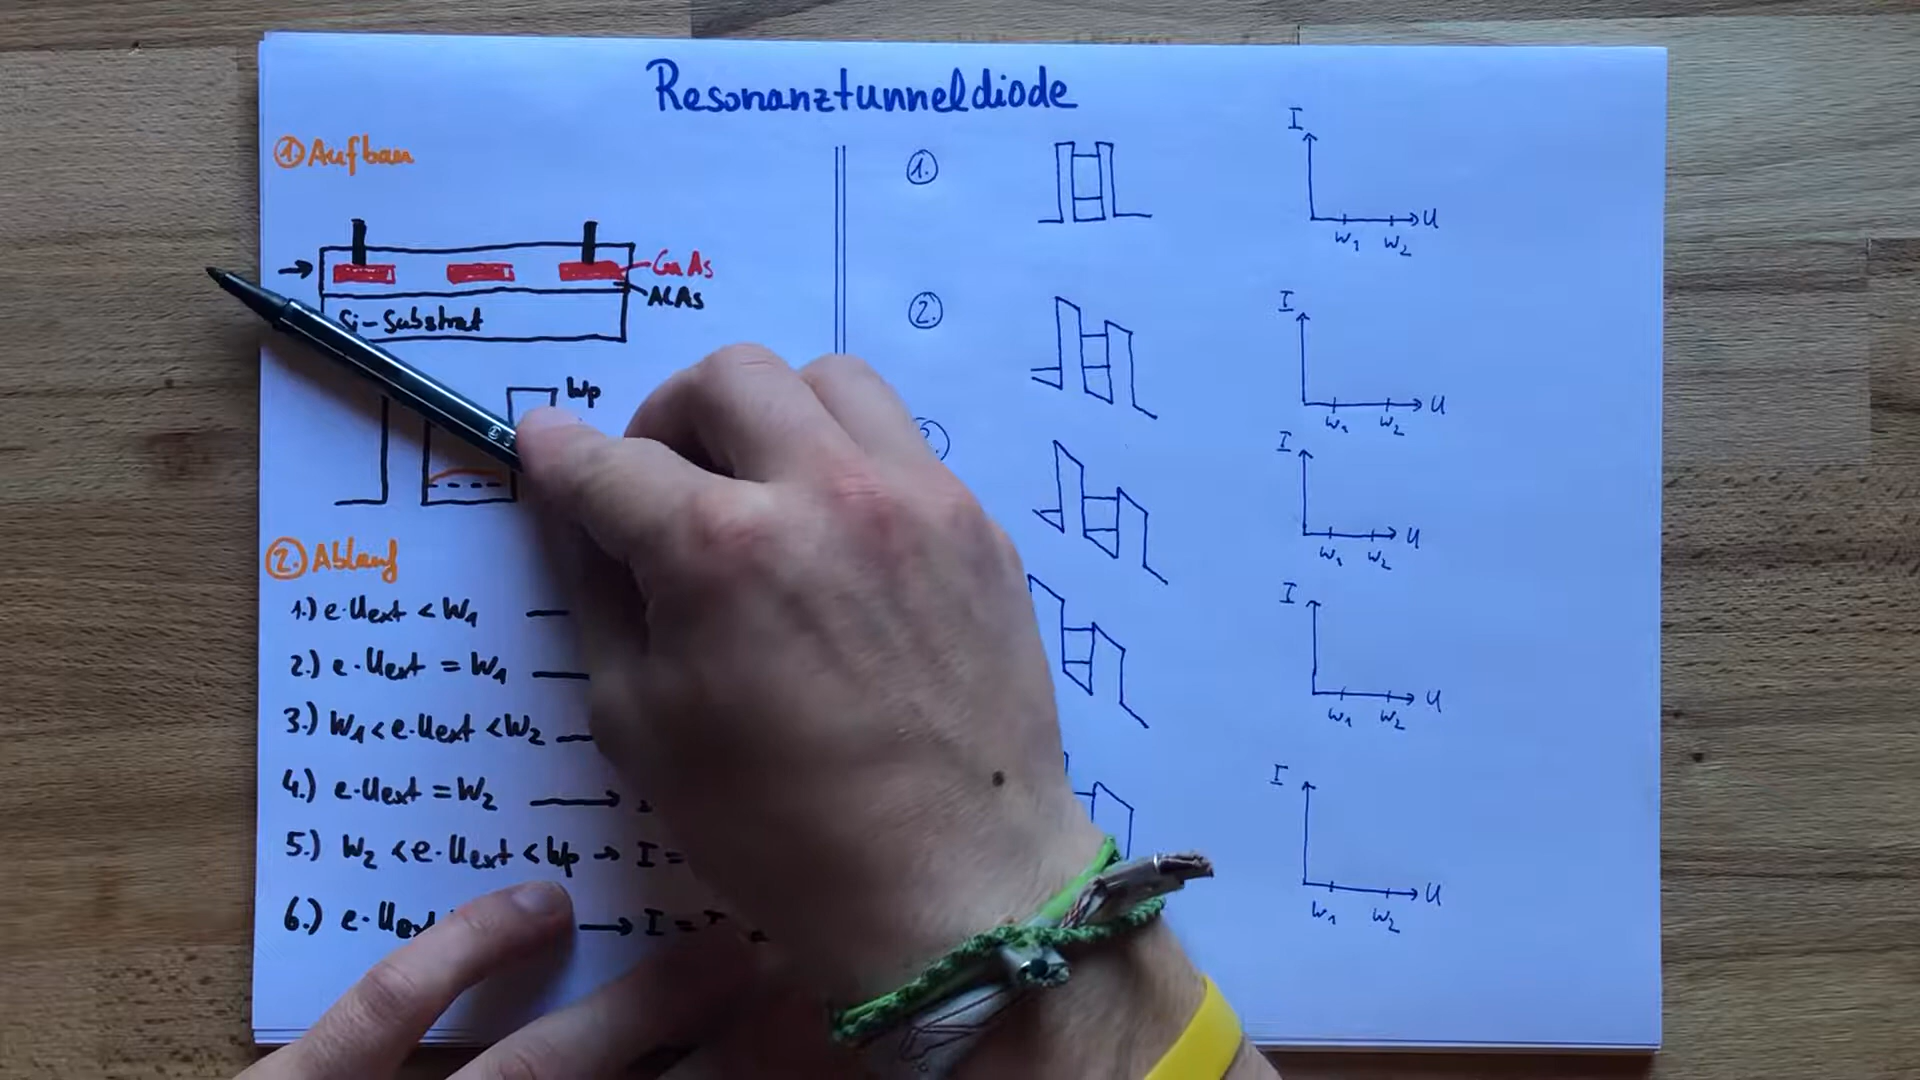 Resonanztunneldiode
① Aufbau
GaAs
AlAs
Si-Substrat
Wp
② Ablauf
1.) e·Uext < W1
2.) e·Uext = W1
3.) W1 < e·Uext < W2
4.) e·Uext = W2
5.) W2 < e·Uext < Wp → I =
6.) e·Uext → I =
①.
I
U
W1 W2
②.
I
U
W1 W2
I
U
W1 W2
I
U
W1 W2
I
U
W1 W2